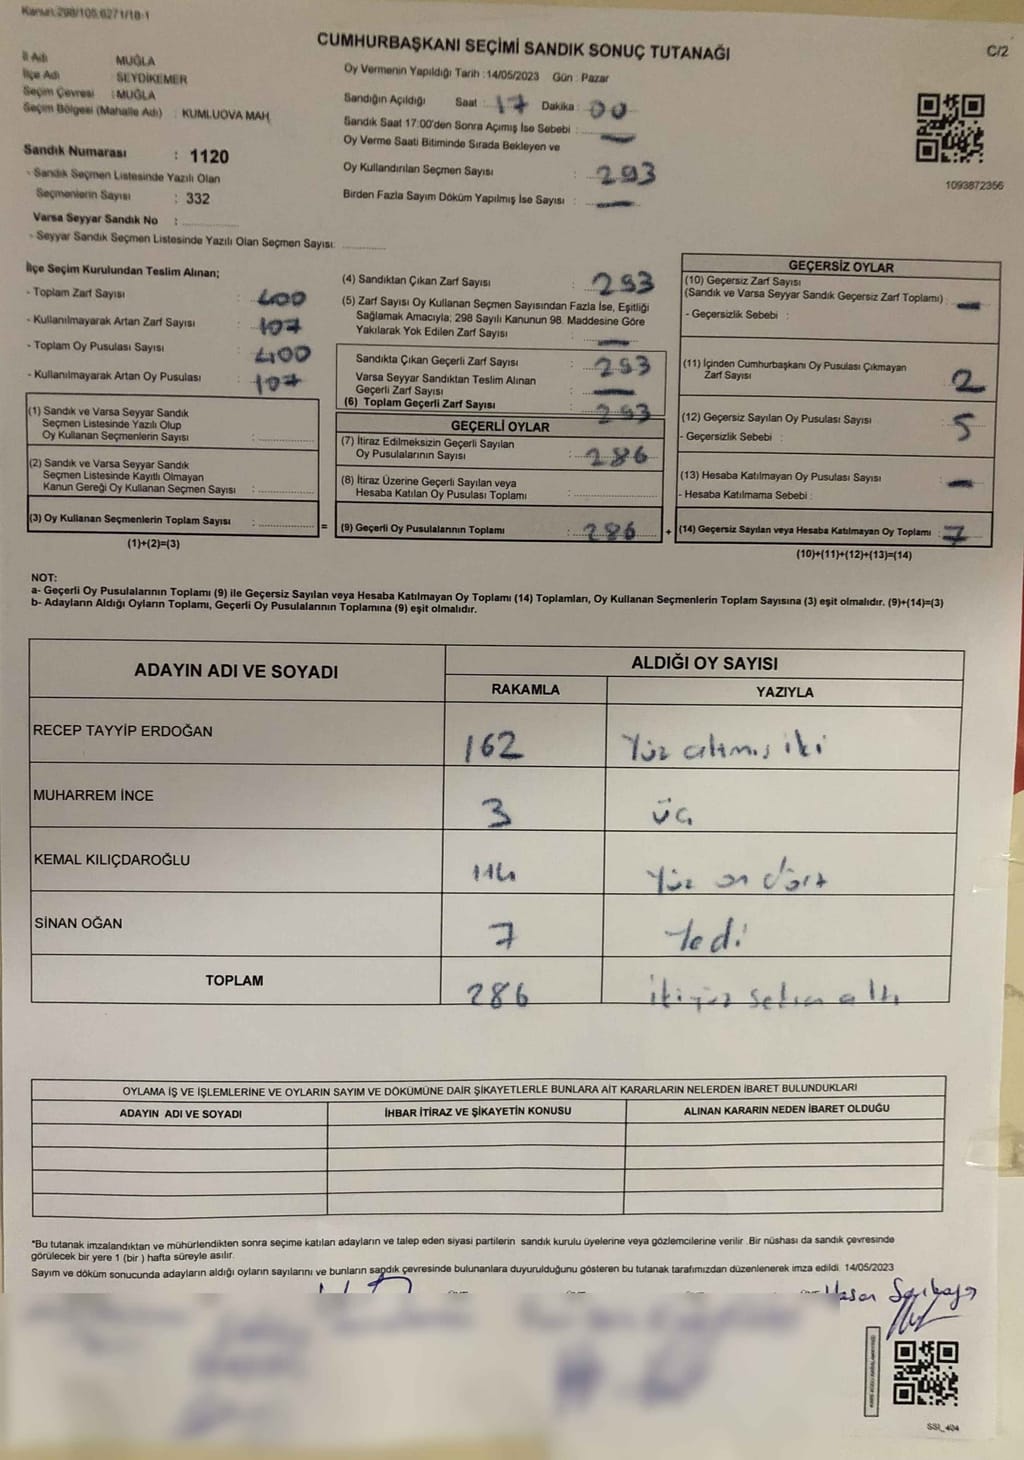 Kanun:298/105,6271/18-1
CUMHURBAŞKANI SEÇİMİ SANDIK SONUÇ TUTANAĞI
C/2
İl Adı MUĞLA
İlçe Adı SEYDİKEMER
Seçim Çevresi : MUĞLA
Seçim Bölgesi (Mahalle Adı) : KUMLUOVA MAH.
Sandık Numarası : 1120
- Sandık Seçmen Listesinde Yazılı Olan
Seçmenlerin Sayısı : 332
Varsa Seyyar Sandık No :
- Seyyar Sandık Seçmen Listesinde Yazılı Olan Seçmen Sayısı:
Oy Vermenin Yapıldığı Tarih : 14/05/2023 Gün : Pazar
Sandığın Açıldığı Saat : 17 Dakika : 00
Sandık Saat 17:00'den Sonra Açılmış İse Sebebi : —
Oy Verme Saati Bitiminde Sırada Bekleyen ve
Oy Kullandırılan Seçmen Sayısı : 293
Birden Fazla Sayım Döküm Yapılmış İse Sayısı : —
1093872356
İlçe Seçim Kurulundan Teslim Alınan;
- Toplam Zarf Sayısı : 400
- Kullanılmayarak Artan Zarf Sayısı : 107
- Toplam Oy Pusulası Sayısı : 400
- Kullanılmayarak Artan Oy Pusulası : 107
(1) Sandık ve Varsa Seyyar Sandık
Seçmen Listesinde Yazılı Olup
Oy Kullanan Seçmenlerin Sayısı :
(2) Sandık ve Varsa Seyyar Sandık
Seçmen Listesinde Kayıtlı Olmayan
Kanun Gereği Oy Kullanan Seçmen Sayısı :
(3) Oy Kullanan Seçmenlerin Toplam Sayısı :
(1)+(2)=(3)
=
(4) Sandıktan Çıkan Zarf Sayısı : 293
(5) Zarf Sayısı Oy Kullanan Seçmen Sayısından Fazla İse, Eşitliği
Sağlamak Amacıyla; 298 Sayılı Kanunun 98. Maddesine Göre
Yakılarak Yok Edilen Zarf Sayısı : —
Sandıkta Çıkan Geçerli Zarf Sayısı : 293
Varsa Seyyar Sandıktan Teslim Alınan
Geçerli Zarf Sayısı : —
(6) Toplam Geçerli Zarf Sayısı : 293
GEÇERLİ OYLAR
(7) İtiraz Edilmeksizin Geçerli Sayılan
Oy Pusulalarının Sayısı : 286
(8) İtiraz Üzerine Geçerli Sayılan veya
Hesaba Katılan Oy Pusulası Toplamı :
(9) Geçerli Oy Pusulalarının Toplamı : 286
+
GEÇERSİZ OYLAR
(10) Geçersiz Zarf Sayısı
(Sandık ve Varsa Seyyar Sandık Geçersiz Zarf Toplamı) : —
- Geçersizlik Sebebi :
(11) İçinden Cumhurbaşkanı Oy Pusulası Çıkmayan
Zarf Sayısı 2
(12) Geçersiz Sayılan Oy Pusulası Sayısı : 5
- Geçersizlik Sebebi :
(13) Hesaba Katılmayan Oy Pusulası Sayısı : —
- Hesaba Katılmama Sebebi :
(14) Geçersiz Sayılan veya Hesaba Katılmayan Oy Toplamı : 7
(10)+(11)+(12)+(13)=(14)
NOT:
a- Geçerli Oy Pusulalarının Toplamı (9) ile Geçersiz Sayılan veya Hesaba Katılmayan Oy Toplamı (14) Toplamları, Oy Kullanan Seçmenlerin Toplam Sayısına (3) eşit olmalıdır. (9)+(14)=(3)
b- Adayların Aldığı Oyların Toplamı, Geçerli Oy Pusulalarının Toplamına (9) eşit olmalıdır.
ADAYIN ADI VE SOYADI ALDIĞI OY SAYISI
RAKAMLA YAZIYLA
RECEP TAYYİP ERDOĞAN 162 Yüz altmış iki
MUHARREM İNCE 3 üç
KEMAL KILIÇDAROĞLU 114 Yüz on dört
SİNAN OĞAN 7 Yedi
TOPLAM 286 ikiyüz seksen altı
OYLAMA İŞ VE İŞLEMLERİNE VE OYLARIN SAYIM VE DÖKÜMÜNE DAİR ŞİKAYETLERLE BUNLARA AİT KARARLARIN NELERDEN İBARET BULUNDUKLARI
ADAYIN ADI VE SOYADI İHBAR İTİRAZ VE ŞİKAYETİN KONUSU ALINAN KARARIN NEDEN İBARET OLDUĞU
*Bu tutanak imzalandıktan ve mühürlendikten sonra seçime katılan adayların ve talep eden siyasi partilerin sandık kurulu üyelerine veya gözlemcilerine verilir .Bir nüshası da sandık çevresinde
görülecek bir yere 1 (bir ) hafta süreyle asılır.
Sayım ve döküm sonucunda adayların aldığı oyların sayılarını ve bunların sandık çevresinde bulunanlara duyurulduğunu gösteren bu tutanak tarafımızdan düzenlenerek imza edildi. 14/05/2023
Hasan
SSI_404